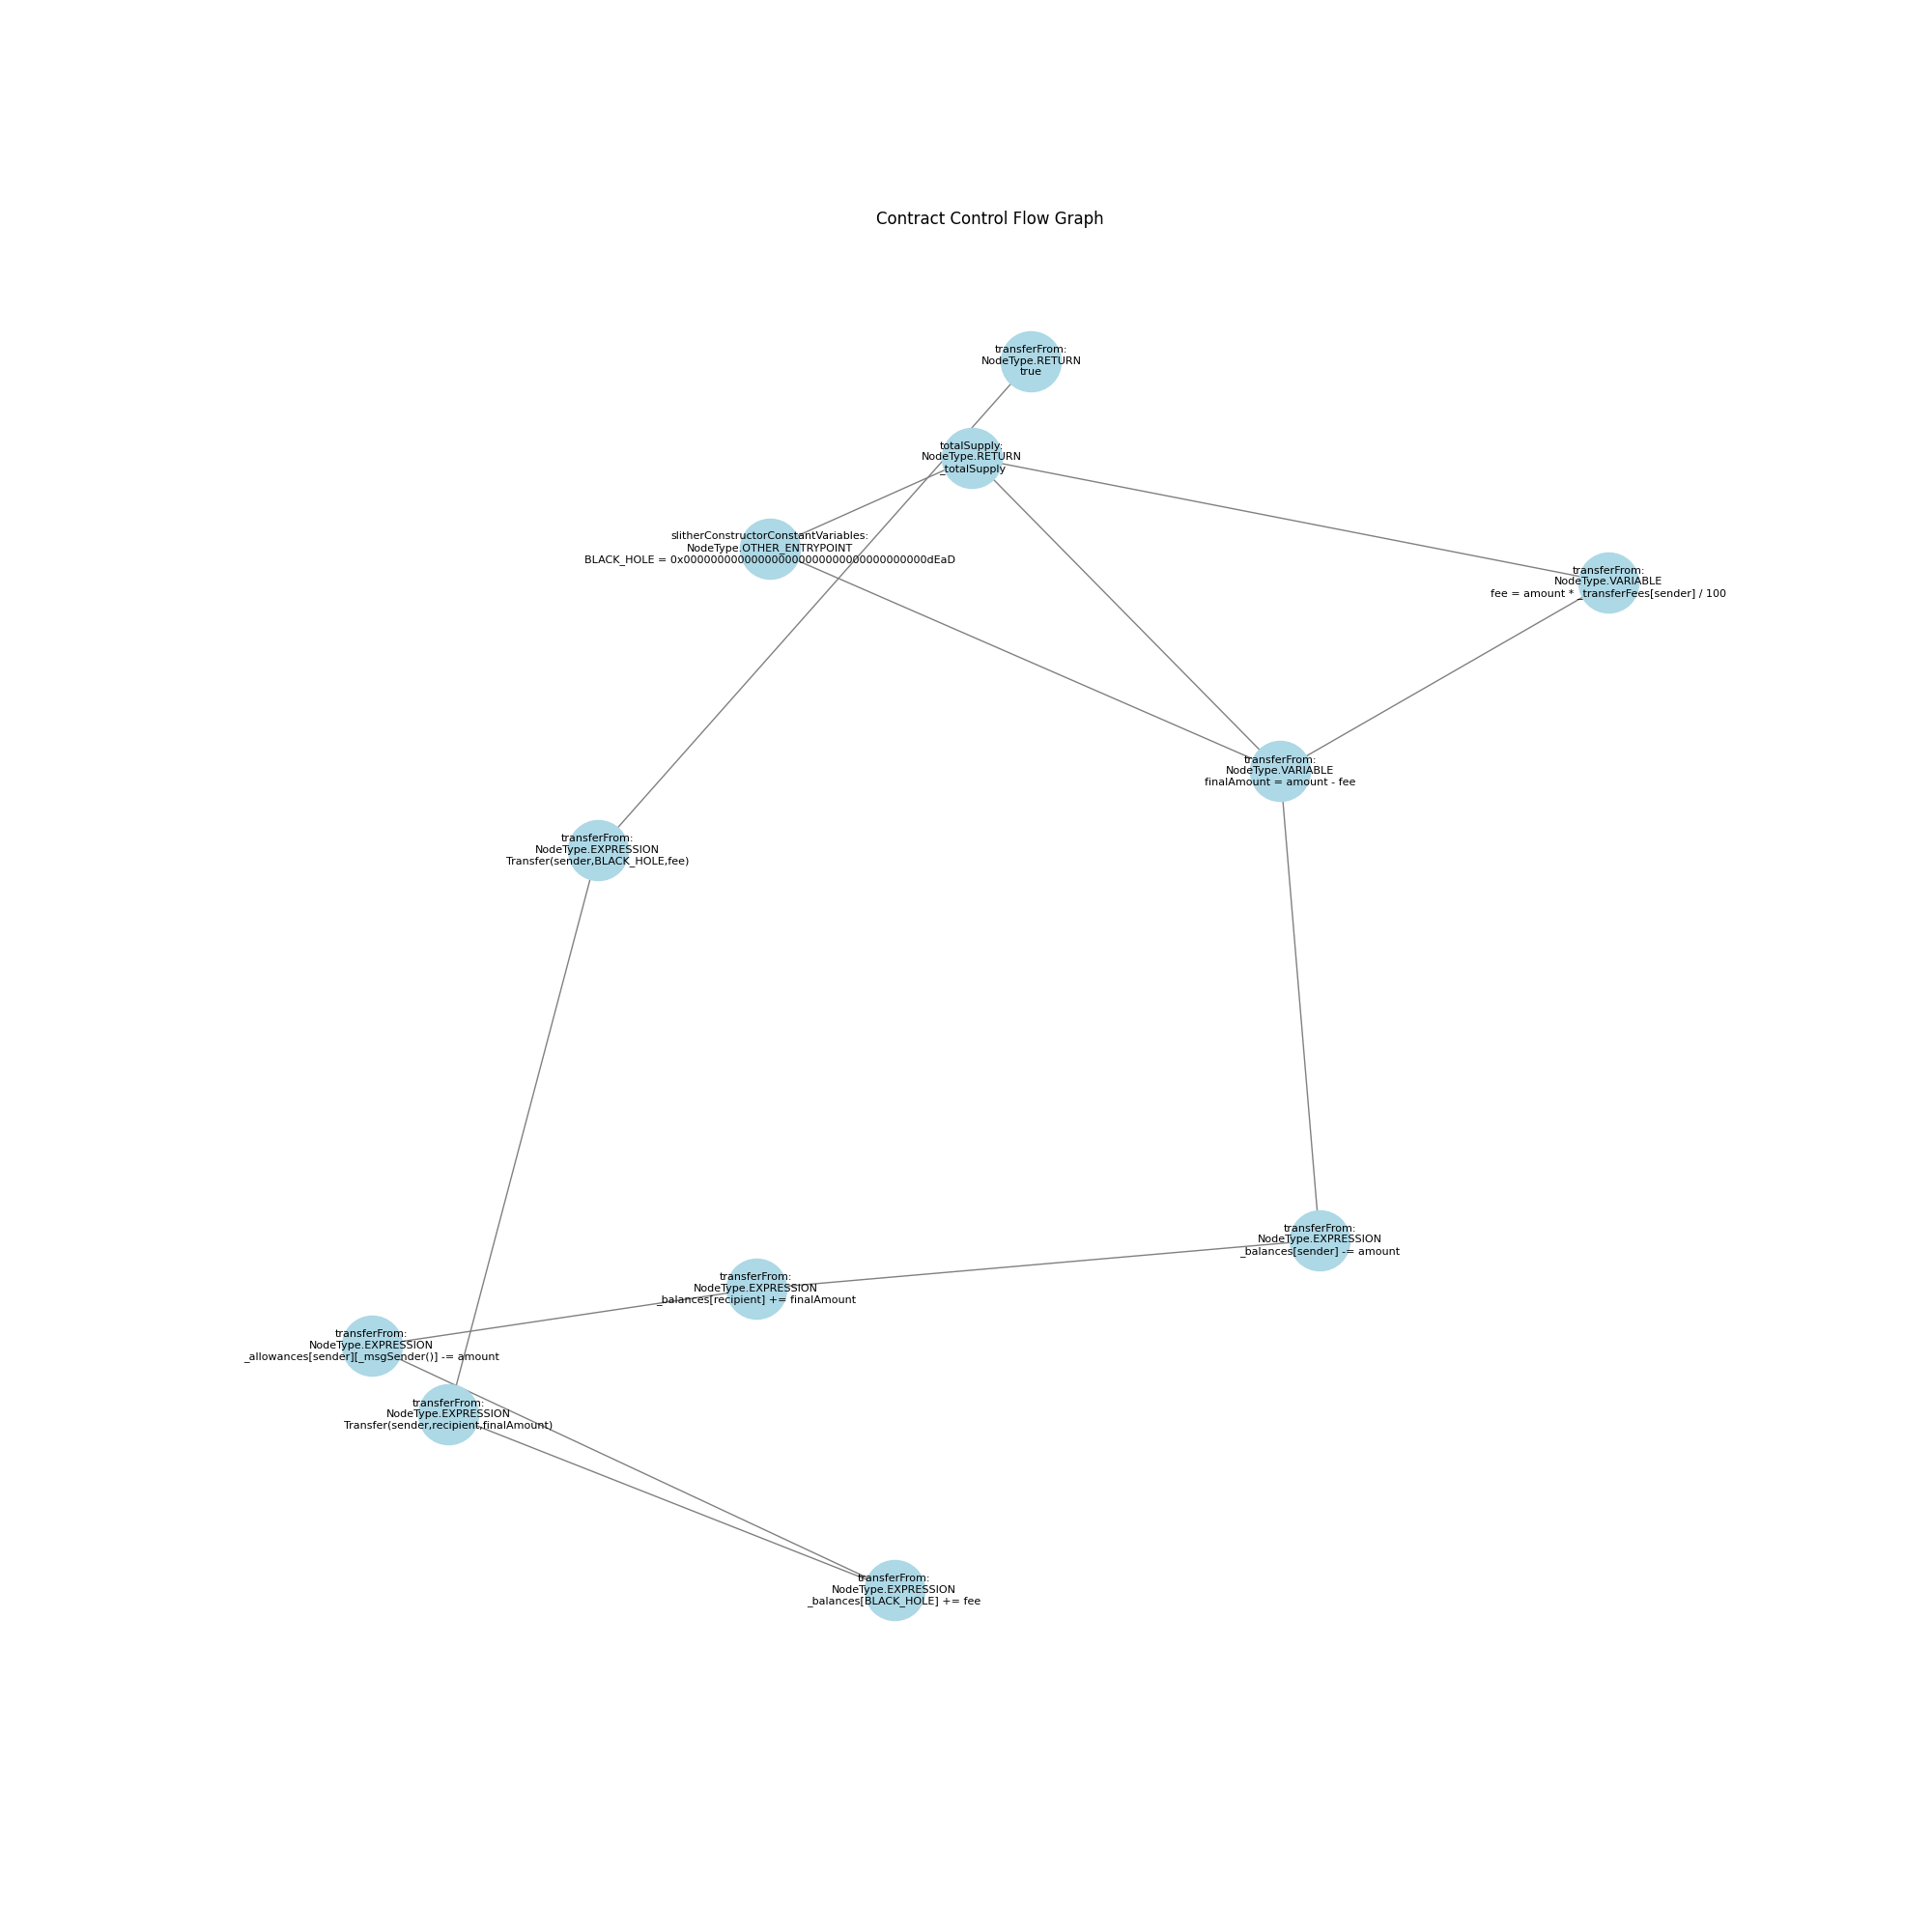 Contract Control Flow Graph
transferFrom:
NodeType.RETURN
true
totalSupply:
NodeType.RETURN
_totalSupply
slitherConstructorConstantVariables:
NodeType.OTHER_ENTRYPOINT
BLACK_HOLE = 0x000000000000000000000000000000000000dEaD
transferFrom:
NodeType.VARIABLE
fee = amount * _transferFees[sender] / 100
transferFrom:
NodeType.VARIABLE
finalAmount = amount - fee
transferFrom:
NodeType.EXPRESSION
Transfer(sender,BLACK_HOLE,fee)
transferFrom:
NodeType.EXPRESSION
_balances[sender] -= amount
transferFrom:
NodeType.EXPRESSION
_balances[recipient] += finalAmount
transferFrom:
NodeType.EXPRESSION
_allowances[sender][_msgSender()] -= amount
transferFrom:
NodeType.EXPRESSION
Transfer(sender,recipient,finalAmount)
transferFrom:
NodeType.EXPRESSION
_balances[BLACK_HOLE] += fee